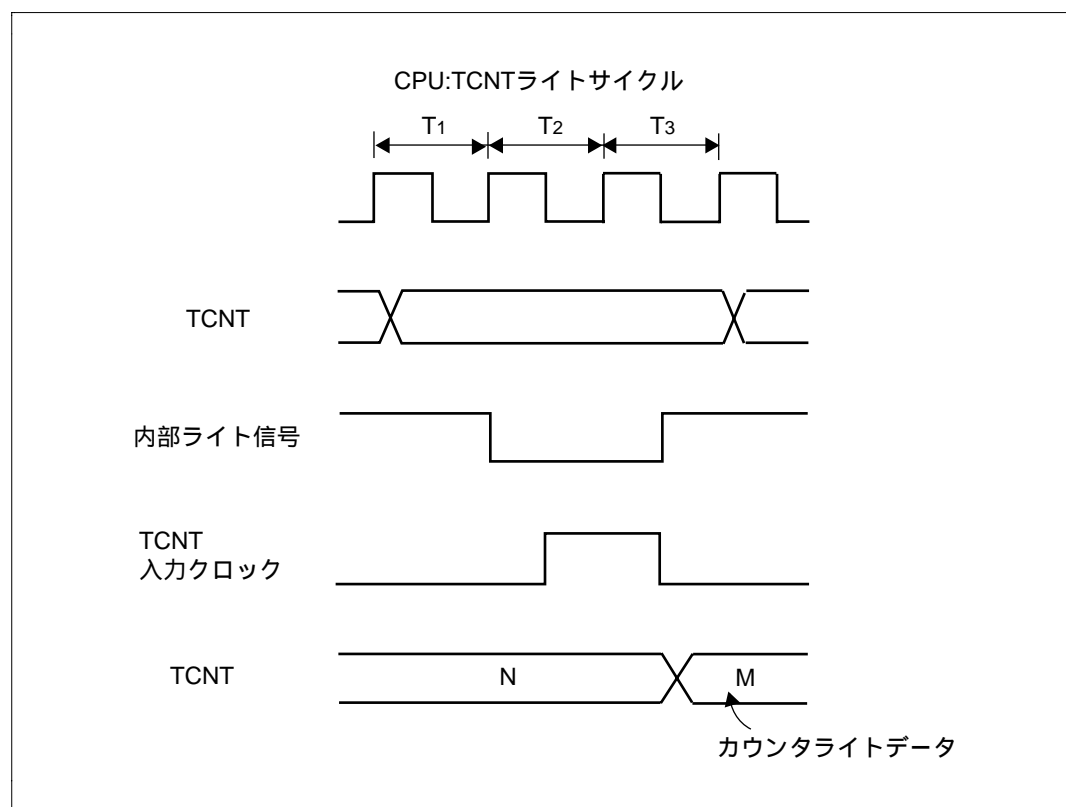 CPU:TCNTライトサイクル
T1 T2 T3
TCNT
内部ライト信号
TCNT
入力クロック
TCNT N M
カウンタライトデータ